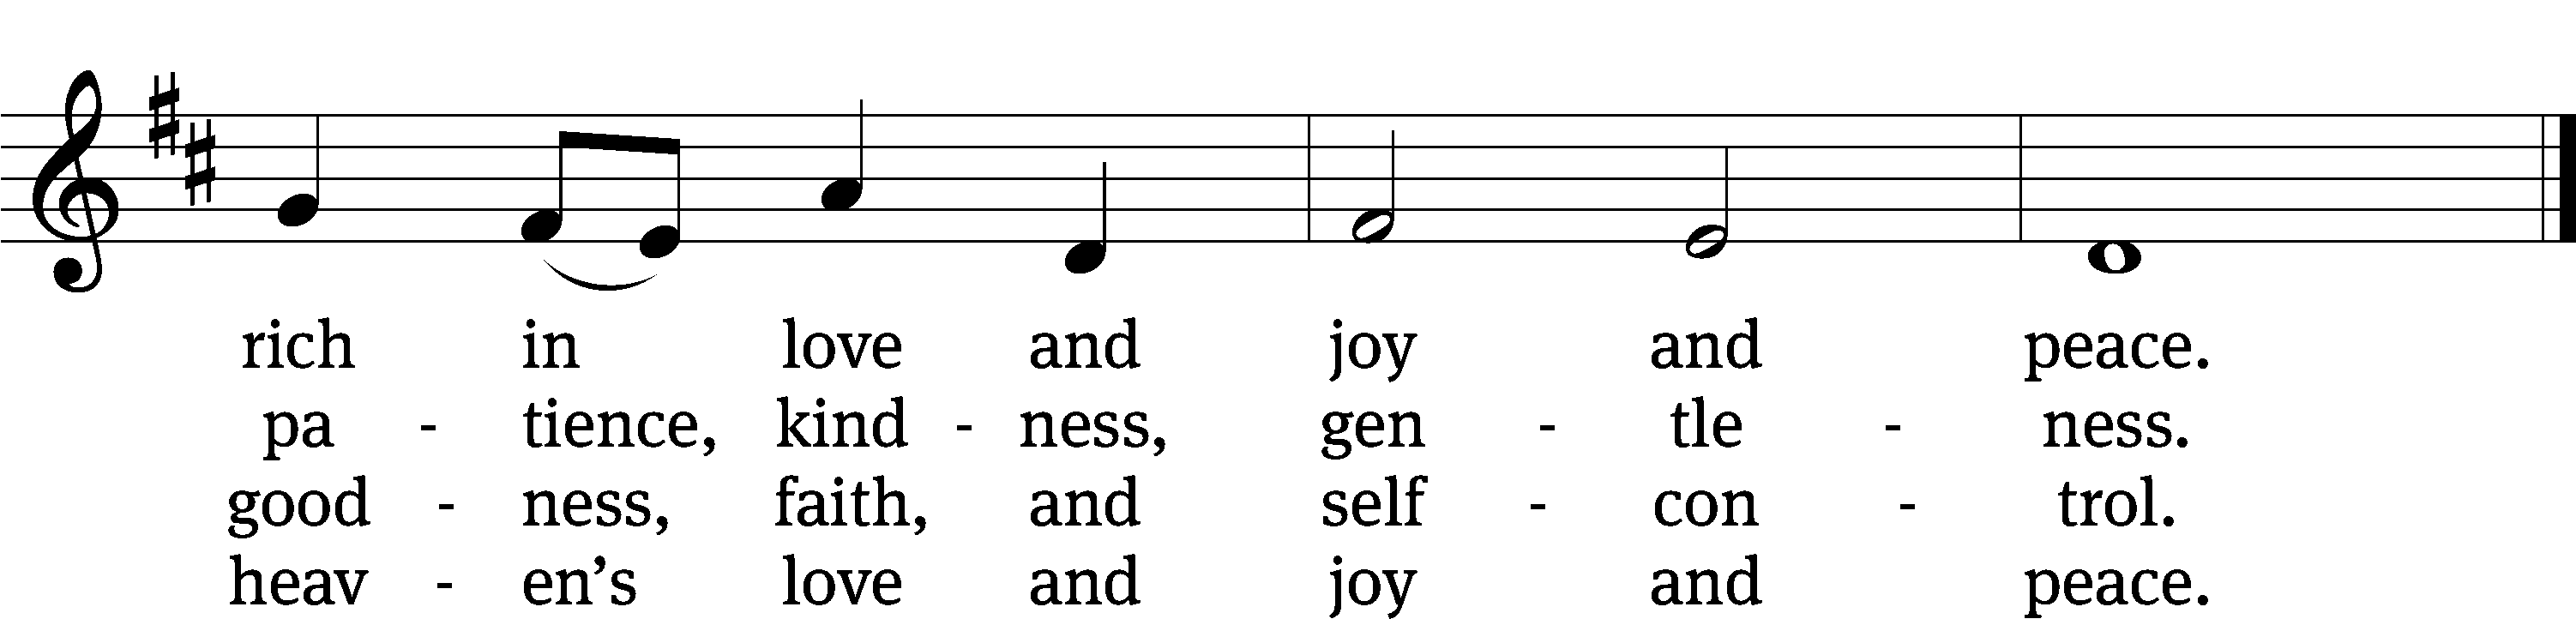 rich in love and joy and peace.
pa - tience, kind - ness, gen - tle - ness.
good - ness, faith, and self - con - trol.
heav - en’s love and joy and peace.